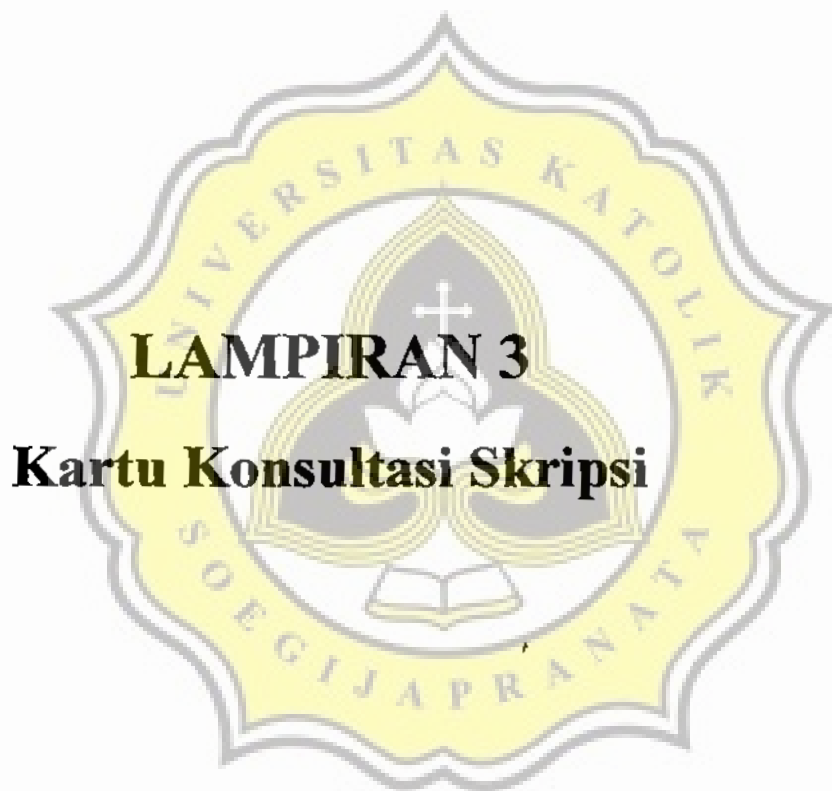 LAMPIRAN 3
Kartu Konsultasi Skripsi
UNIVERSITAS KATOLIK
SOEGIJAPRANATA